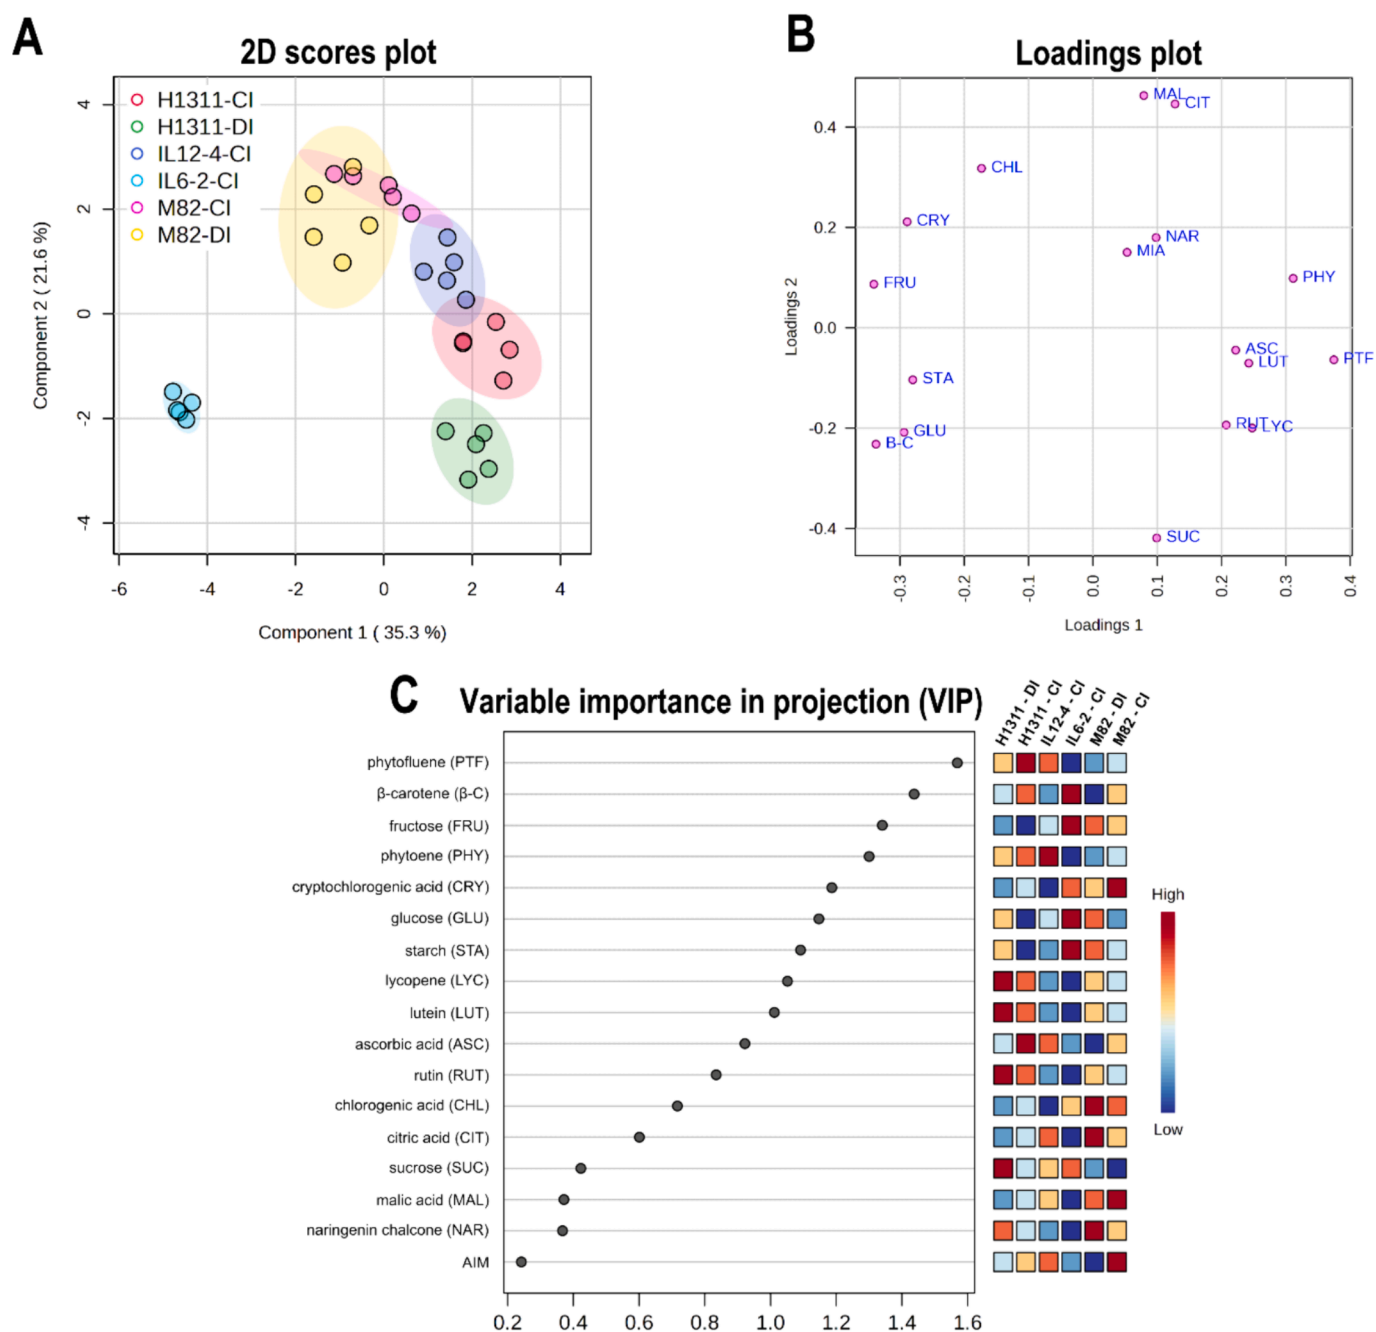 A
2D scores plot
H1311-CI
H1311-DI
IL12-4-CI
IL6-2-CI
M82-CI
M82-DI
4
2
0
-2
-4
Component 2 ( 21.6 %)
-6 -4 -2 0 2 4
Component 1 ( 35.3 %)
B
Loadings plot
MAL
CIT
CHL
CRY
NAR
MIA
FRU
PHY
ASC
LUT
PTF
STA
RUT
LYC
GLU
B-C
SUC
0.4
0.2
0.0
-0.2
-0.4
Loadings 2
-0.3 -0.2 -0.1 0.0 0.1 0.2 0.3 0.4
Loadings 1
C
Variable importance in projection (VIP)
H1311 - DI
H1311 - CI
IL12-4 - CI
IL6-2 - CI
M82 - DI
M82 - CI
phytofluene (PTF)
β-carotene (β-C)
fructose (FRU)
phytoene (PHY)
cryptochlorogenic acid (CRY)
glucose (GLU)
starch (STA)
lycopene (LYC)
lutein (LUT)
ascorbic acid (ASC)
rutin (RUT)
chlorogenic acid (CHL)
citric acid (CIT)
sucrose (SUC)
malic acid (MAL)
naringenin chalcone (NAR)
AIM
0.2 0.4 0.6 0.8 1.0 1.2 1.4 1.6
High
Low